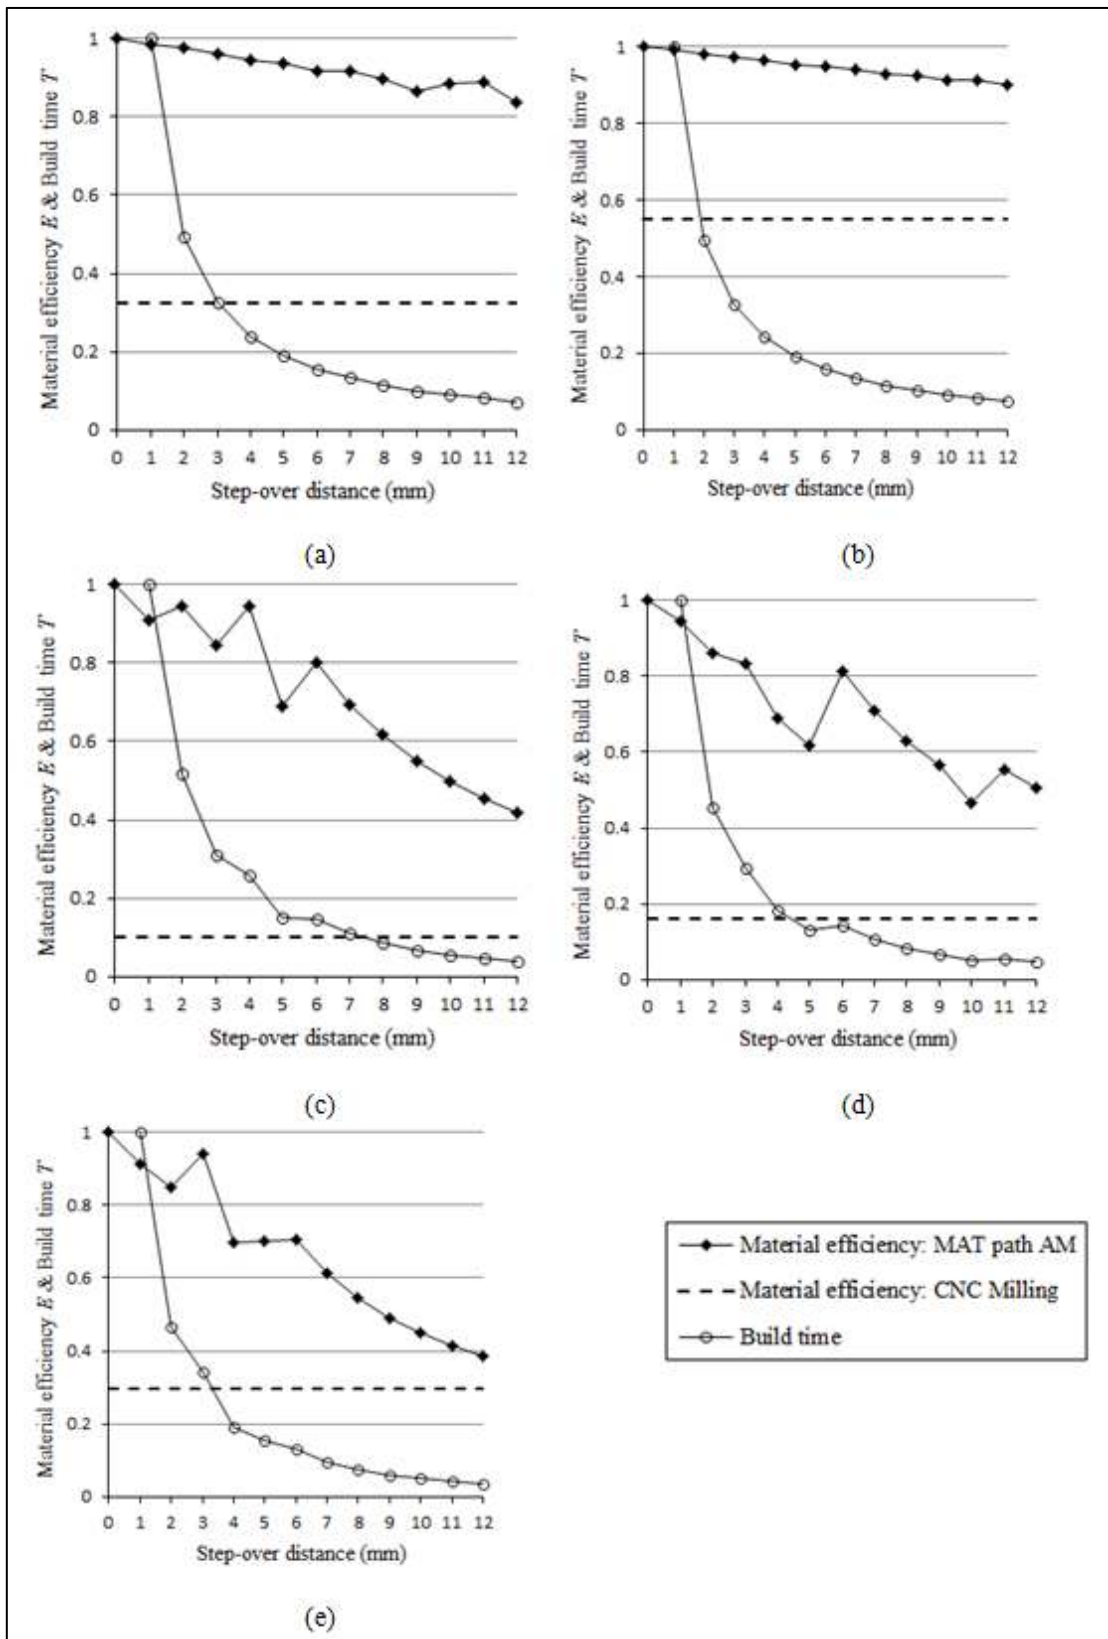 Material efficiency E & Build time T
1
0.8
0.6
0.4
0.2
0
0 1 2 3 4 5 6 7 8 9 10 11 12
Step-over distance (mm)
(a)
Material efficiency E & Build time T
1
0.8
0.6
0.4
0.2
0
0 1 2 3 4 5 6 7 8 9 10 11 12
Step-over distance (mm)
(b)
Material efficiency E & Build time T
1
0.8
0.6
0.4
0.2
0
0 1 2 3 4 5 6 7 8 9 10 11 12
Step-over distance (mm)
(c)
Material efficiency E & Build time T
1
0.8
0.6
0.4
0.2
0
0 1 2 3 4 5 6 7 8 9 10 11 12
Step-over distance (mm)
(d)
Material efficiency E & Build time T
1
0.8
0.6
0.4
0.2
0
0 1 2 3 4 5 6 7 8 9 10 11 12
Step-over distance (mm)
(e)
Material efficiency: MAT path AM
Material efficiency: CNC Milling
Build time